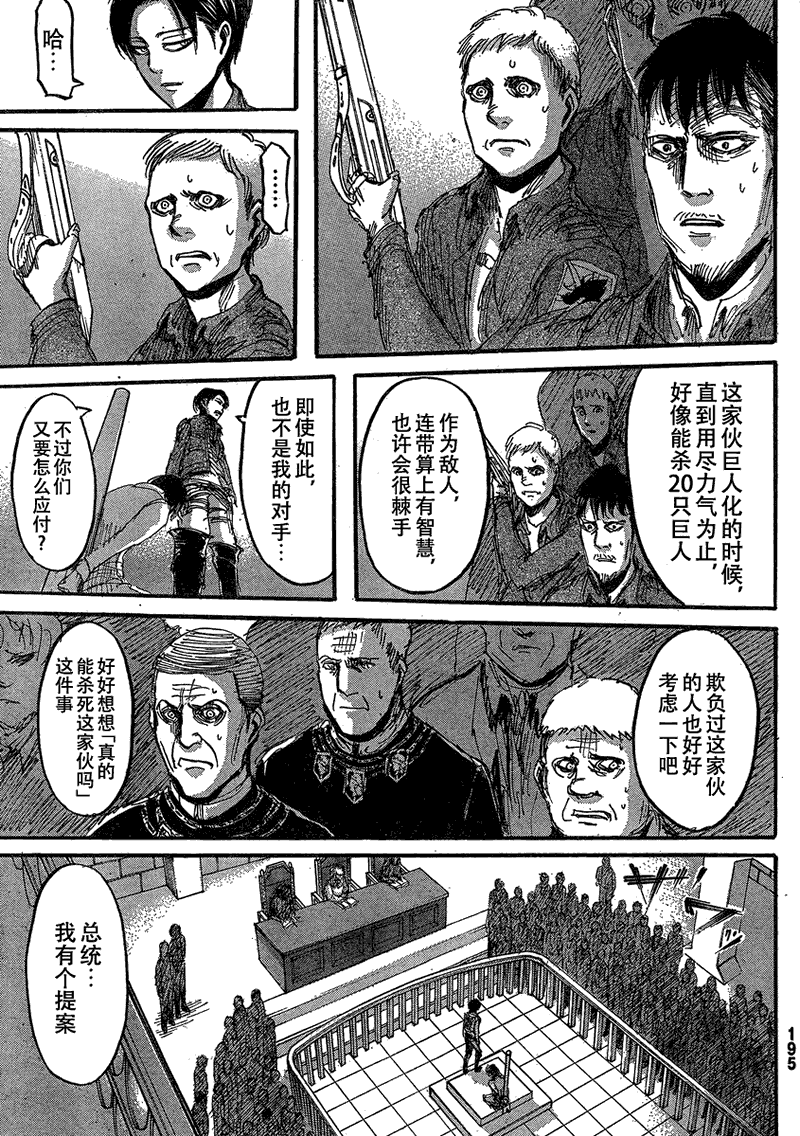 哈…
……
这家伙巨人化的时候，
直到用尽力气为止，
好像能杀20只巨人
作为敌人，
连带算上有智慧，
也许会很
棘手
即使如此，
也不是我的对手…
不过你们
又要怎么应付？
欺负过这家伙
的人也好好
考虑一下吧
好好想想「真的
能杀死这家伙吗」
这件事
ザワ
ザワ
总统…
我有个提案
195